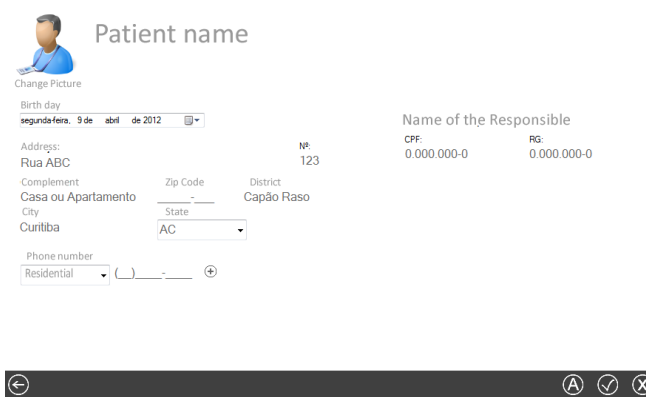 Patient name
Change Picture
Birth day
segunda-feira, 9 de abril de 2012
Name of the Responsible
CPF: RG:
0.000.000-0 0.000.000-0
Address: Nº:
Rua ABC 123
Complement Zip Code District
Casa ou Apartamento _____-___ Capão Raso
City State
Curitiba AC
Phone number
Residential (__)____-____
A X